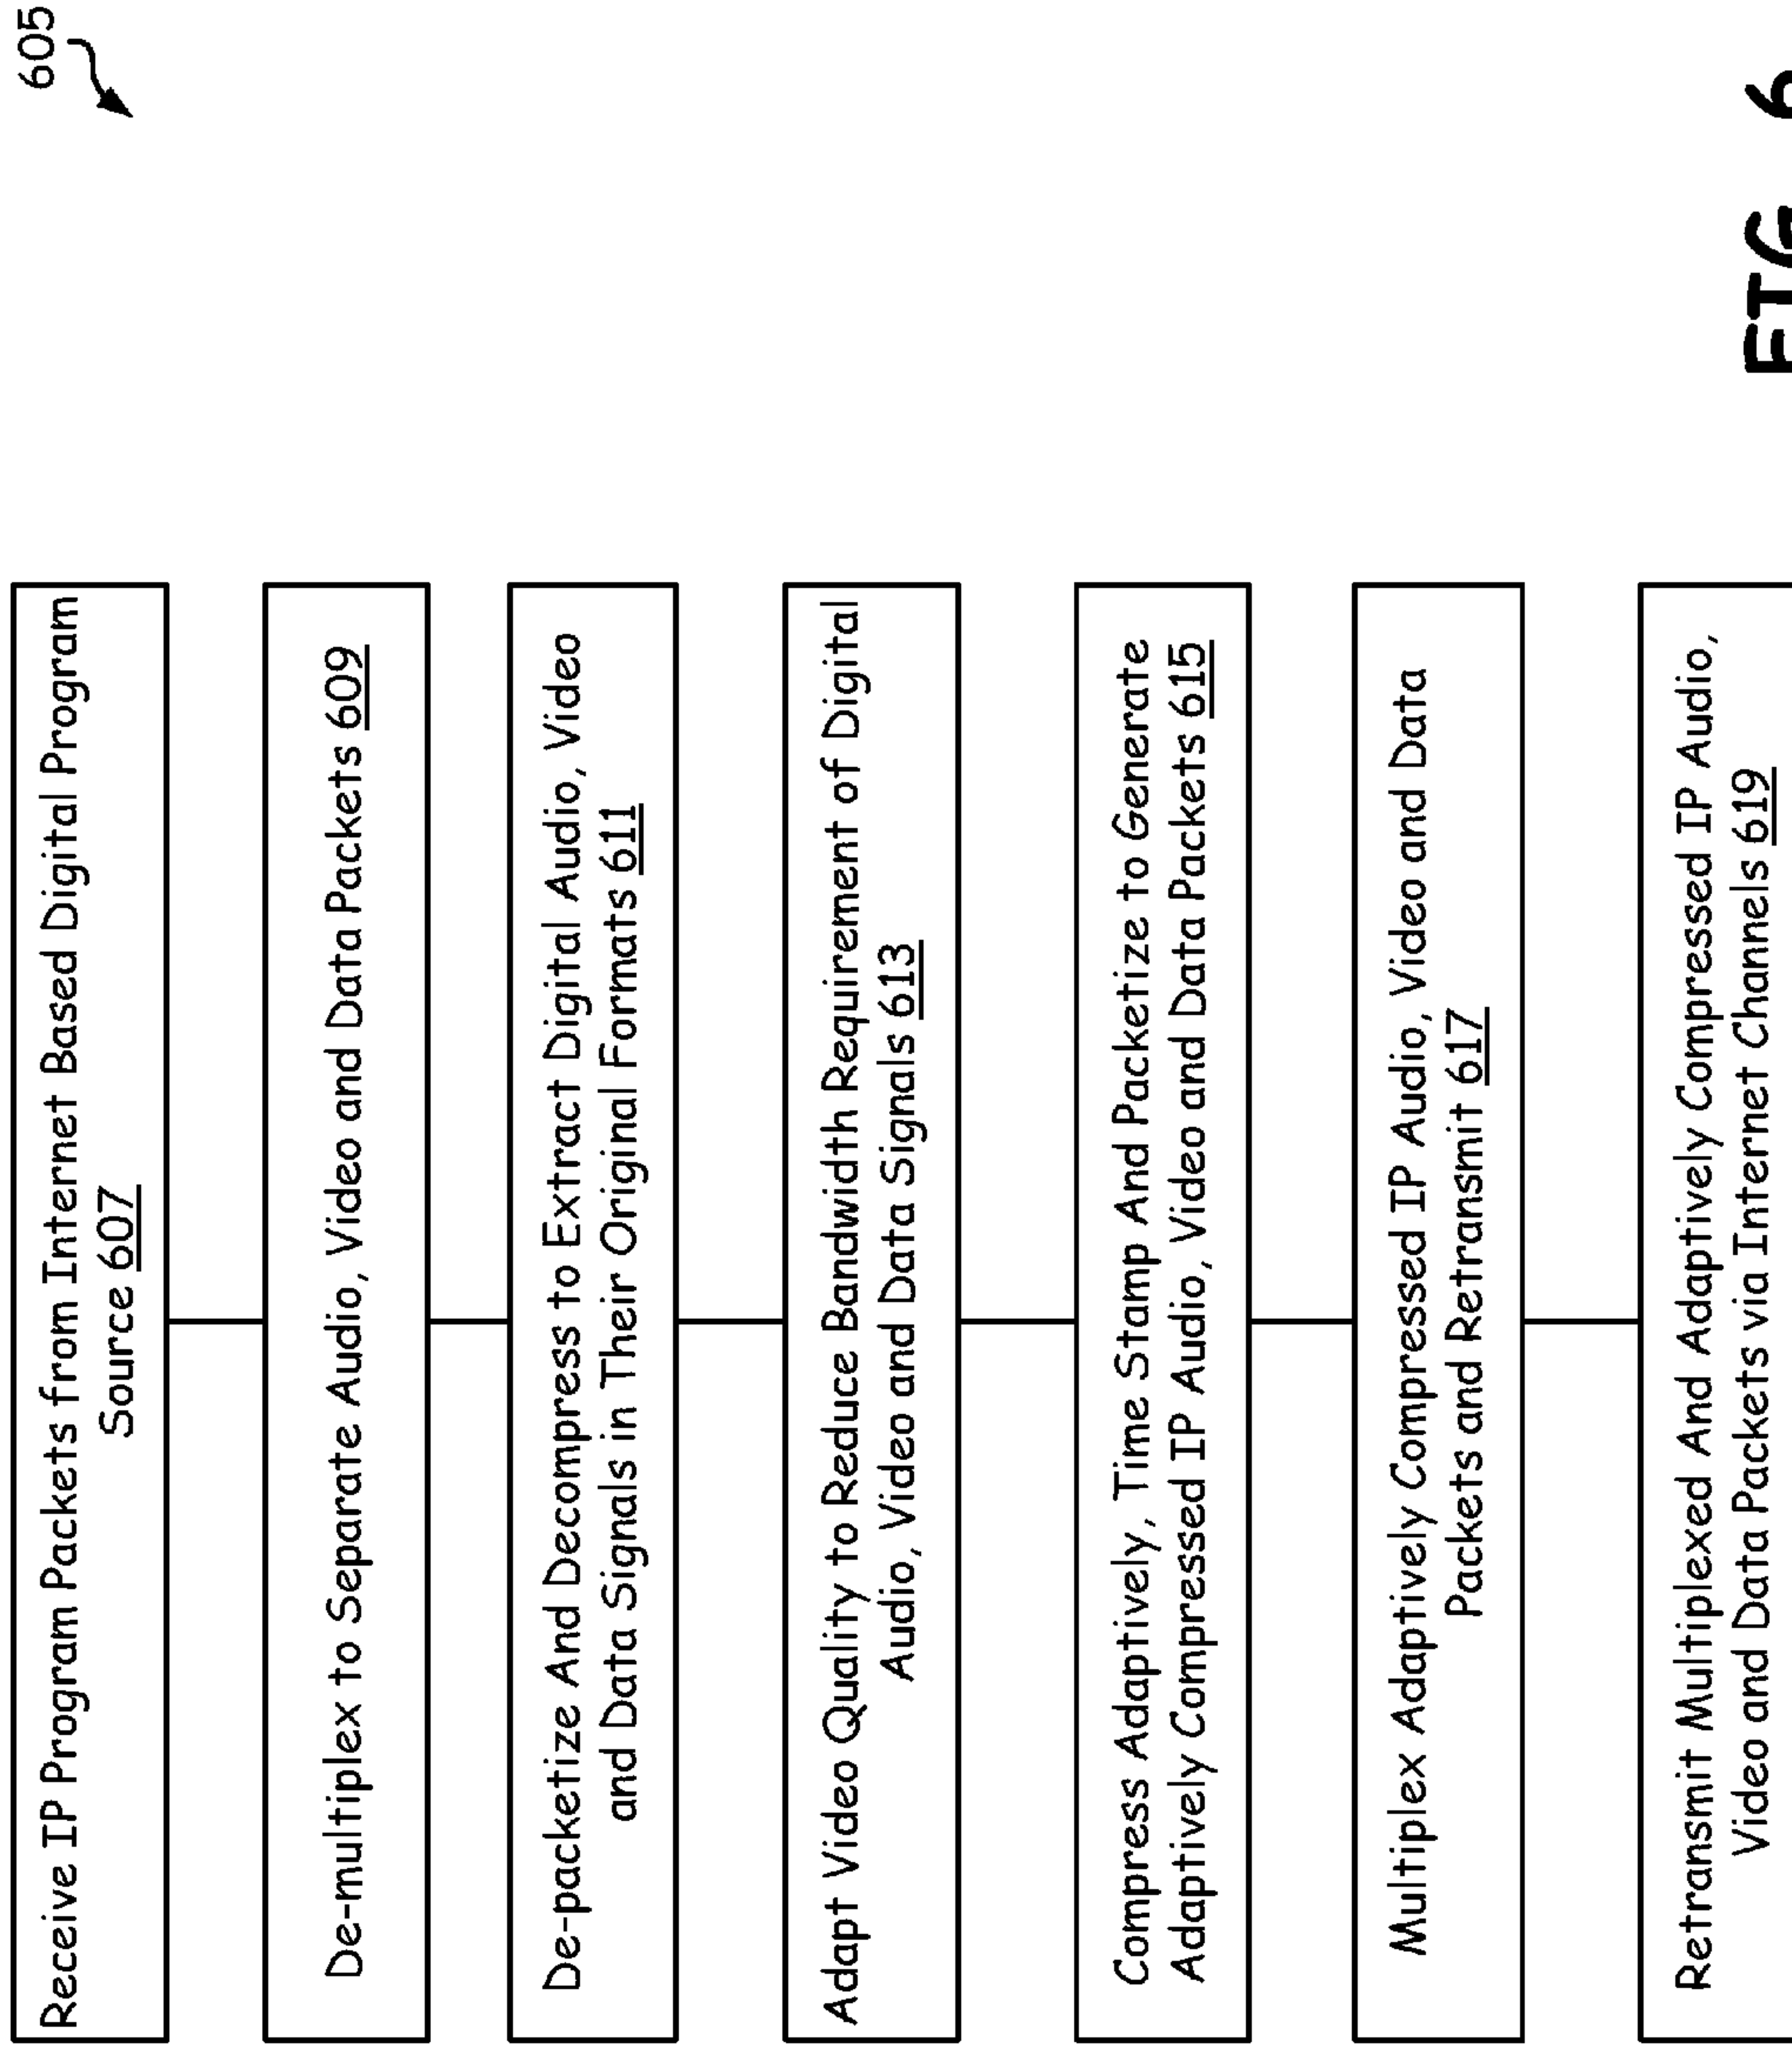 605
Receive IP Program Packets from Internet Based Digital Program
Source 607
De-multiplex to Separate Audio, Video and Data Packets 609
De-packetize And Decompress to Extract Digital Audio, Video
and Data Signals in Their Original Formats 611
Adapt Video Quality to Reduce Bandwidth Requirement of Digital
Audio, Video and Data Signals 613
Compress Adaptively, Time Stamp And Packetize to Generate
Adaptively Compressed IP Audio, Video and Data Packets 615
Multiplex Adaptively Compressed IP Audio, Video and Data
Packets and Retransmit 617
Retransmit Multiplexed And Adaptively Compressed IP Audio,
Video and Data Packets via Internet Channels 619
FIG. 6